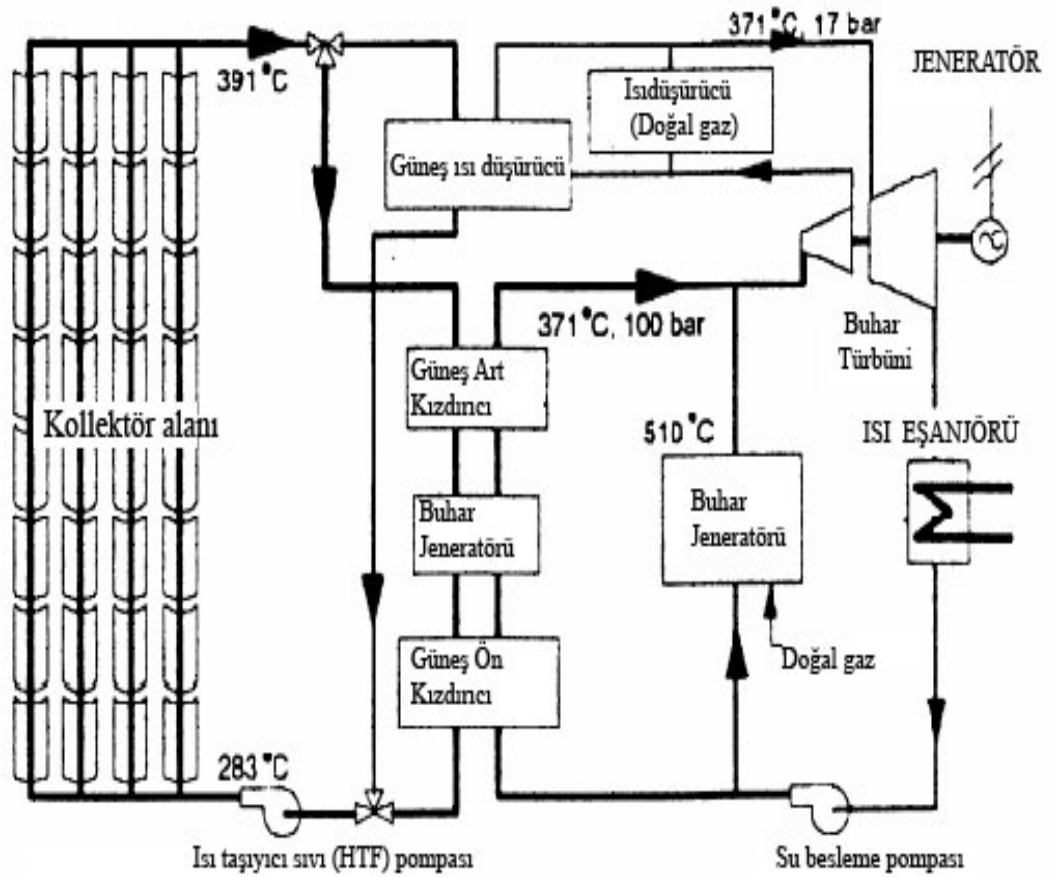 371°C, 17 bar
391°C
JENERATÖR
Isıdüşürücü
(Doğal gaz)
Güneş ısı düşürücü
371°C, 100 bar
Buhar
Türbüni
Güneş Art
Kızdırıcı
Kollektör alanı
510°C
ISI EŞANJÖRÜ
Buhar
Jeneratörü
Buhar
Jeneratörü
Güneş Ön
Kızdırıcı
Doğal gaz
283°C
Isı taşıyıcı sıvı (HTF) pompası
Su besleme pompası